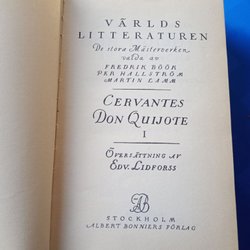 VÄRLDS
LITTERATUREN
De stora Mästerverken
valda av
FREDRIK BÖÖK
PER HALLSTRÖM
MARTIN LAMM
CERVANTES
DON QUIJOTE
I
ÖVERSÄTTNING AV
EDV. LIDFORSS
AB
STOCKHOLM
ALBERT BONNIERS FÖRLAG